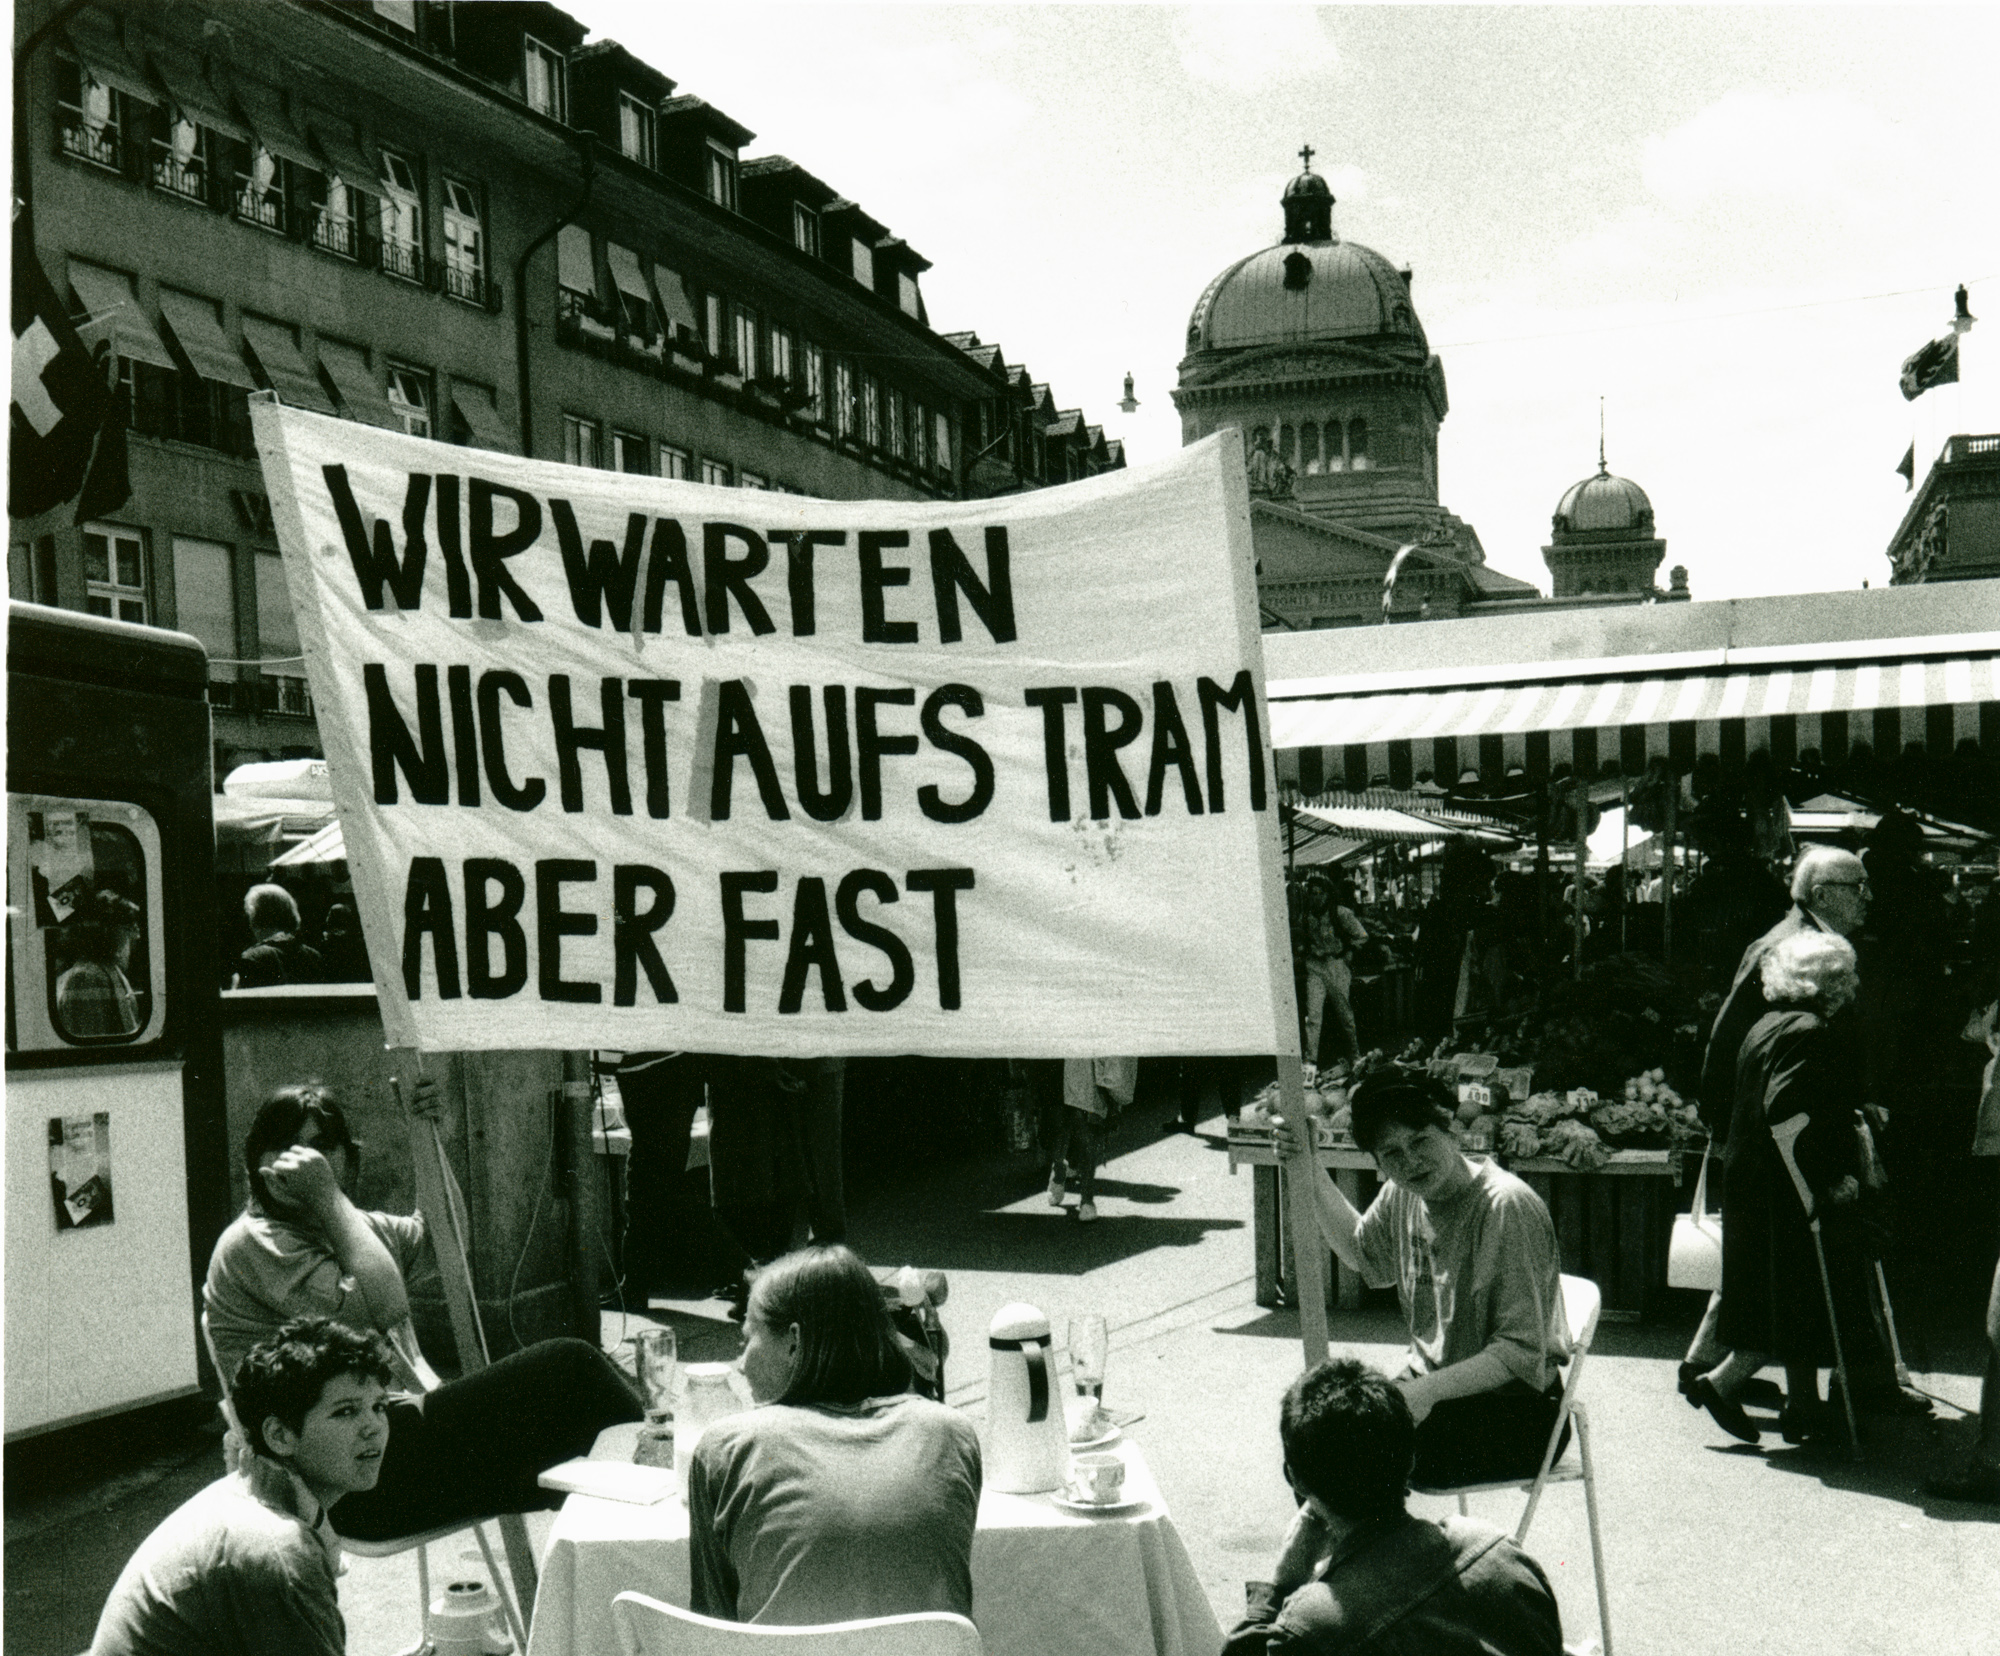 WIR WARTEN
NICHT AUFS TRAM
ABER FAST